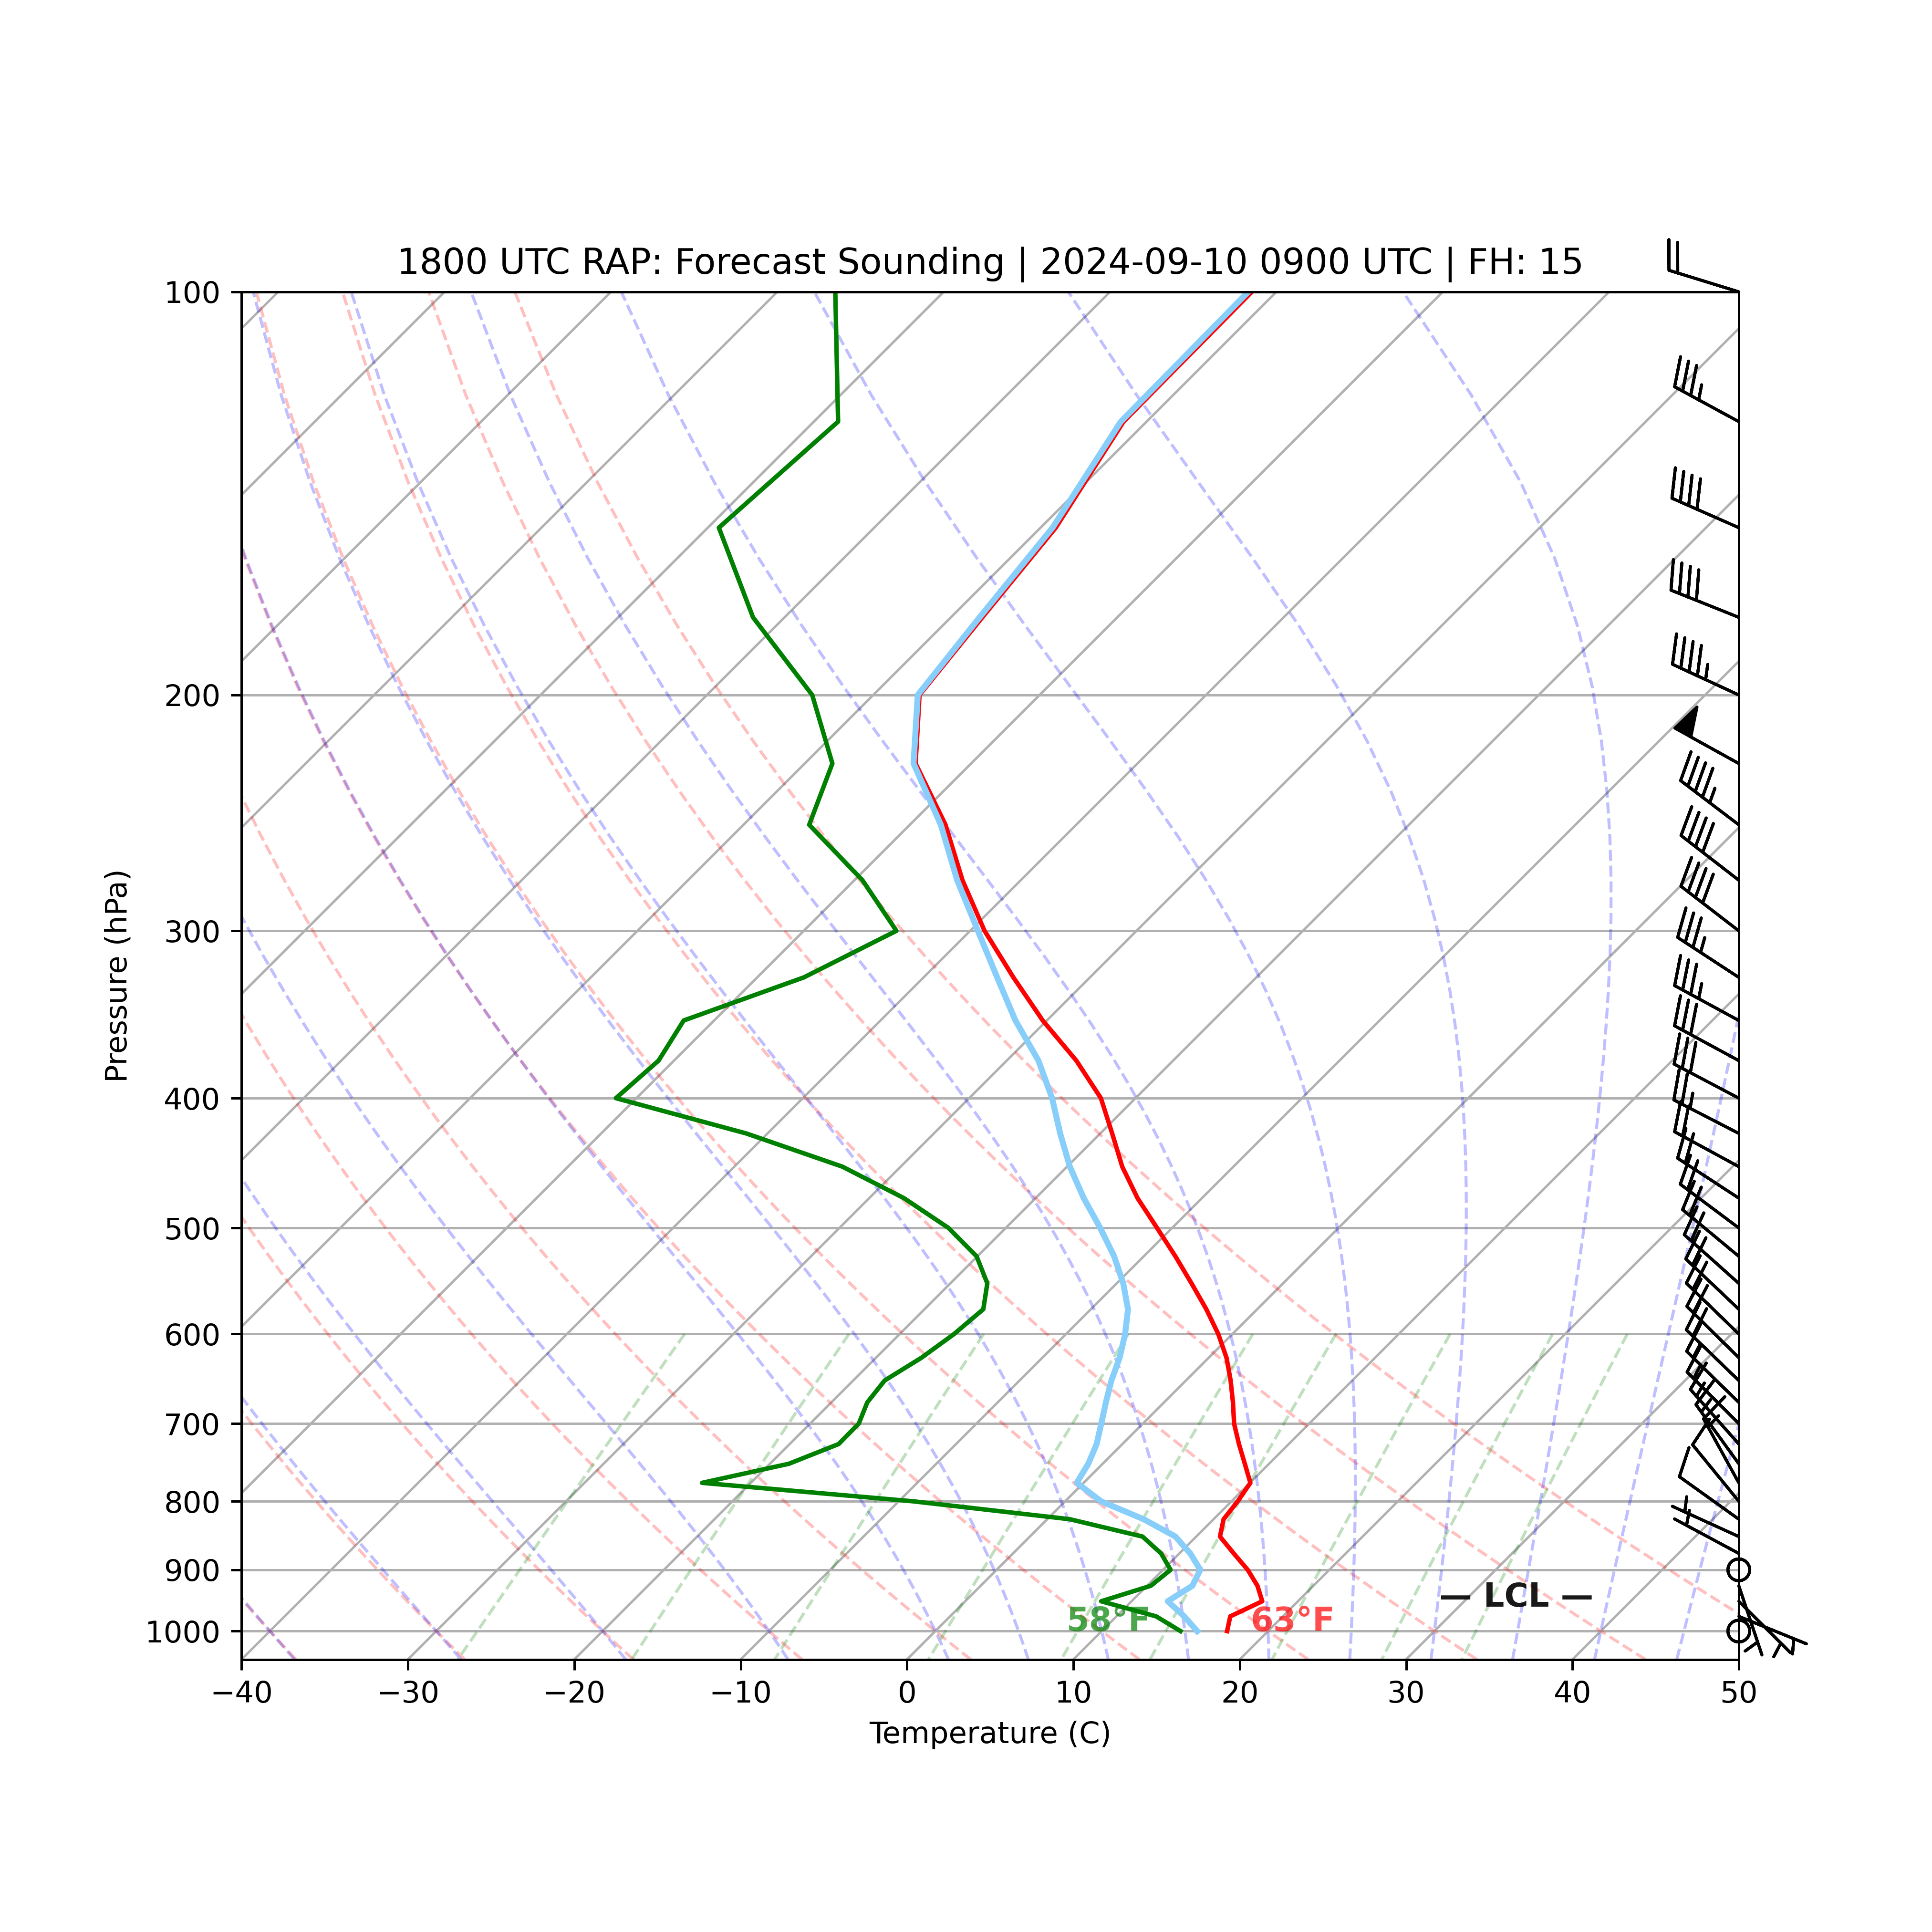 1800 UTC RAP: Forecast Sounding | 2024-09-10 0900 UTC | FH: 15
100
200
300
400
500
600
700
800
900
1000
Pressure (hPa)
— LCL —
58°F
63°F
−40 −30 −20 −10 0 10 20 30 40 50
Temperature (C)